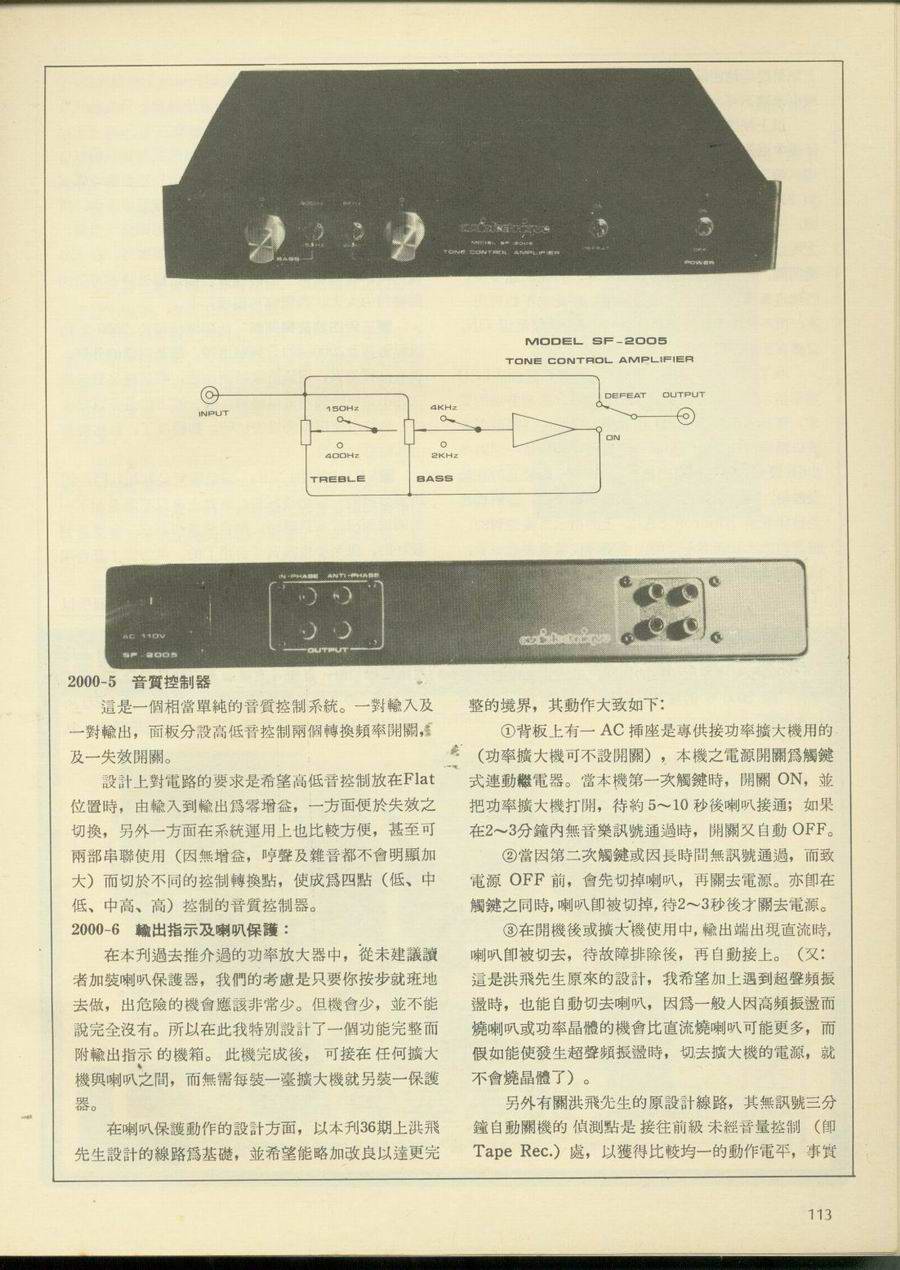 audiotechnique
MODEL SF-2005
TONE CONTROL AMPLIFIER
BASS
DEFEAT
OFF
POWER
MODEL SF-2005
TONE CONTROL AMPLIFIER
INPUT
150Hz
400Hz
TREBLE
4KHz
2KHz
BASS
DEFEAT
OUTPUT
ON
IN-PHASE ANTI-PHASE
OUTPUT
AC 110V
SF-2005
audiotechnique
2000-5 音質控制器
這是一個相當單純的音質控制系統。一對輸入及
一對輸出，面板分設高低音控制兩個轉換頻率開關，
及一失效開關。
設計上對電路的要求是希望高低音控制放在Flat
位置時，由輸入到輸出爲零增益，一方面便於失效之
切換，另外一方面在系統運用上也比較方便，甚至可
兩部串聯使用（因無增益，哼聲及雜音都不會明顯加
大）而切於不同的控制轉換點，使成爲四點（低、中
低、中高、高）控制的音質控制器。
2000-6 輸出指示及喇叭保護：
在本刊過去推介過的功率放大器中，從未建議讀
者加裝喇叭保護器，我們的考慮是只要你按步就班地
去做，出危險的機會應該非常少。但機會少，並不能
說完全沒有。所以在此我特別設計了一個功能完整而
附輸出指示的機箱。此機完成後，可接在任何擴大
機與喇叭之間，而無需每裝一臺擴大機就另裝一保護
器。
在喇叭保護動作的設計方面，以本刊36期上洪飛
先生設計的線路爲基礎，並希望能略加改良以達更完
整的境界，其動作大致如下：
①背板上有一 AC 揷座是專供接功率擴大機用的
（功率擴大機可不設開關），本機之電源開關爲觸鍵
式連動繼電器。當本機第一次觸鍵時，開關 ON，並
把功率擴大機打開，待約 5～10 秒後喇叭接通；如果
在2～3分鐘內無音樂訊號通過時，開關又自動 OFF。
②當因第二次觸鍵或因長時間無訊號通過，而致
電源 OFF 前，會先切掉喇叭，再關去電源。亦卽在
觸鍵之同時，喇叭卽被切掉，待2～3秒後才關去電源。
③在開機後或擴大機使用中，輸出端出現直流時，
喇叭卽被切去，待故障排除後，再自動接上。（又：
這是洪飛先生原來的設計，我希望加上遇到超聲頻振
盪時，也能自動切去喇叭，因爲一般人因高頻振盪而
燒喇叭或功率晶體的機會比直流燒喇叭可能更多，而
假如能使發生超聲頻振盪時，切去擴大機的電源，就
不會燒晶體了）。
另外有關洪飛先生的原設計線路，其無訊號三分
鐘自動關機的偵測點是接往前級未經音量控制（卽
Tape Rec.）處，以獲得比較均一的動作電平，事實
113